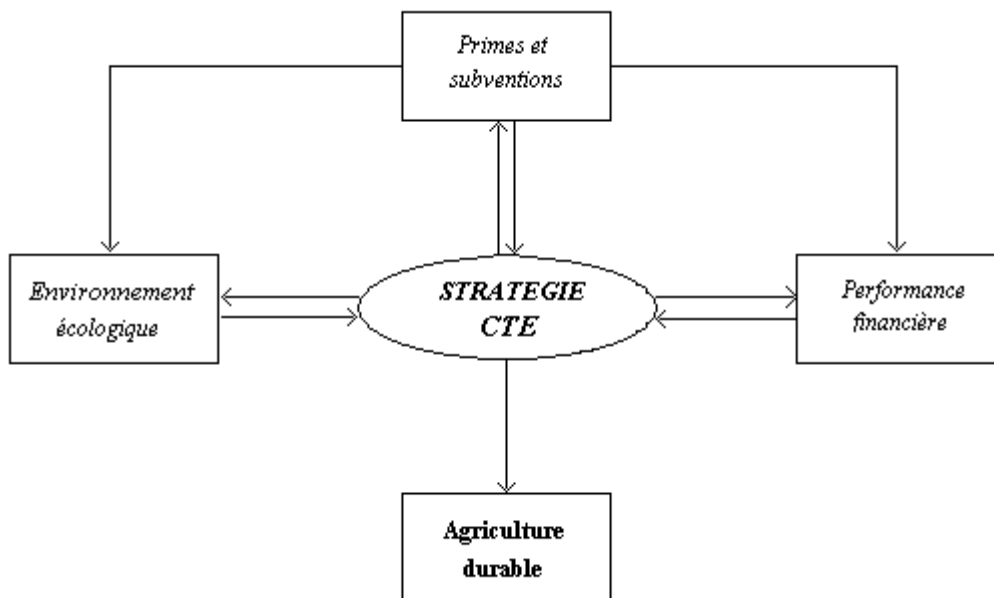 Primes et
subventions
Environnement
écologique
STRATEGIE
CTE
Performance
financière
Agriculture
durable